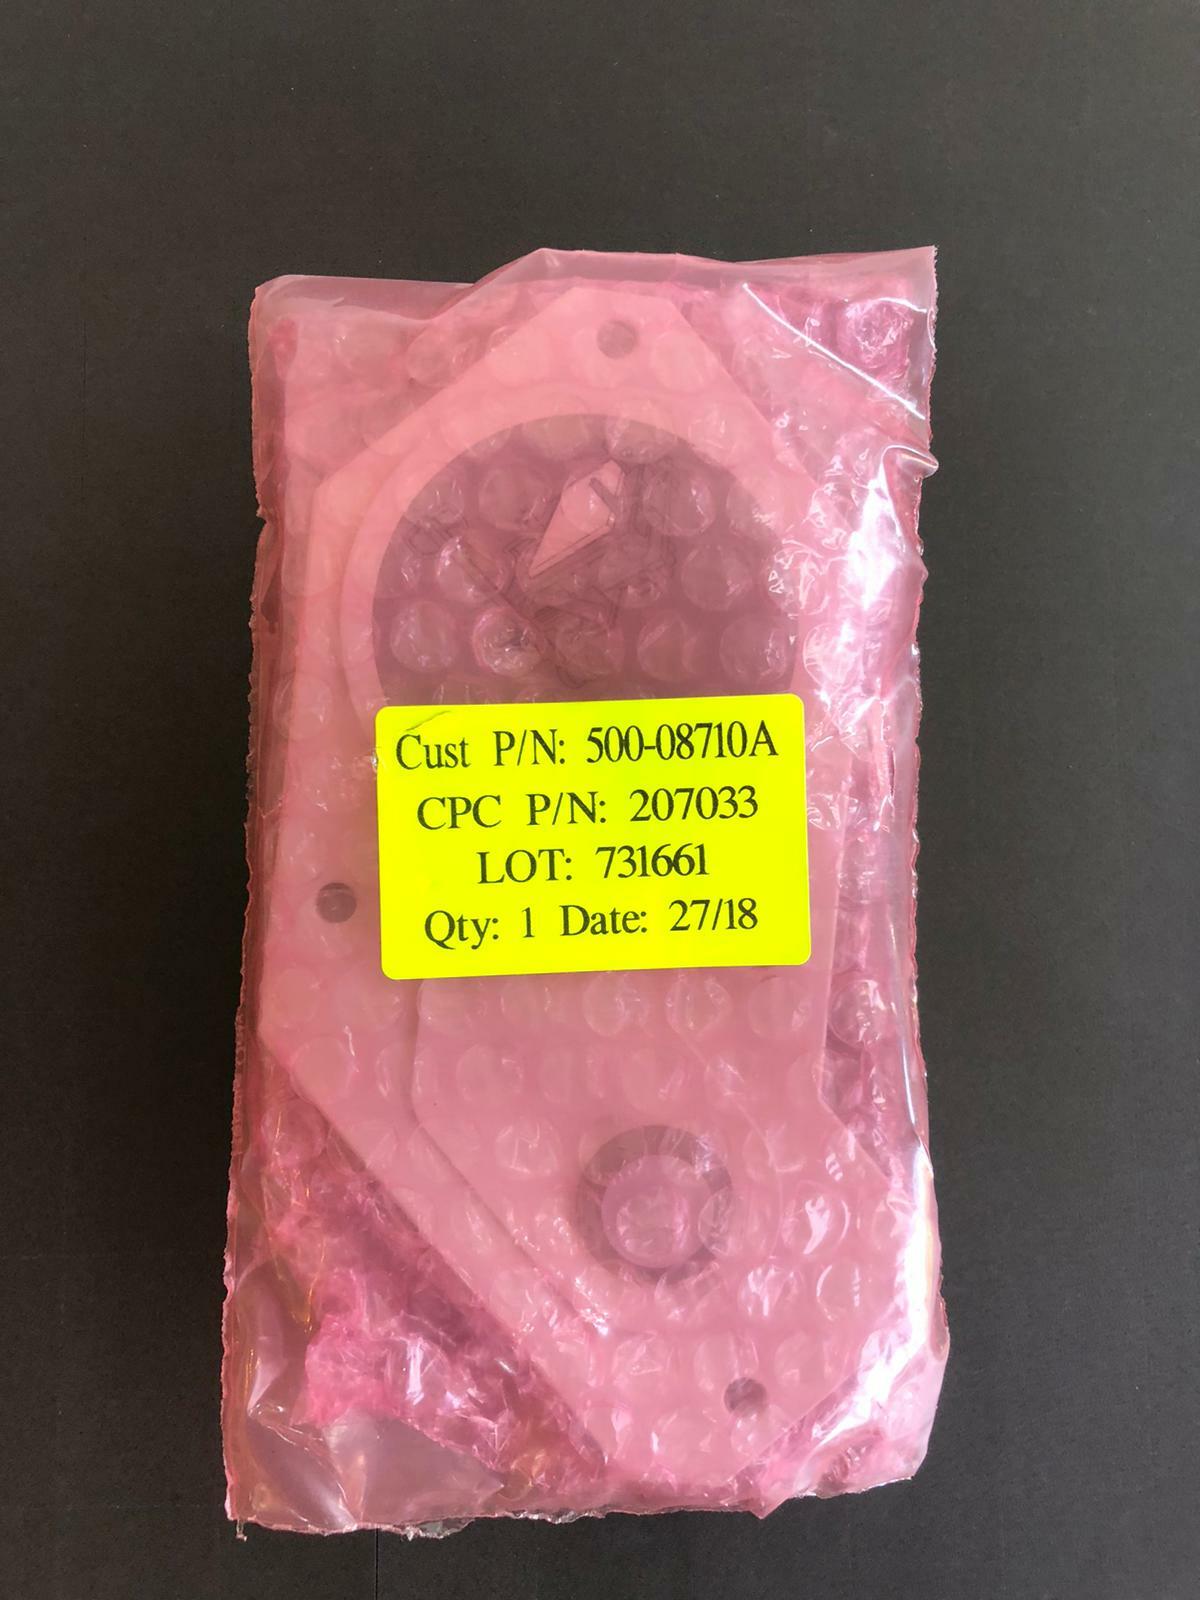 Cust P/N: 500-08710A
CPC P/N: 207033
LOT: 731661
Qty: 1 Date: 27/18